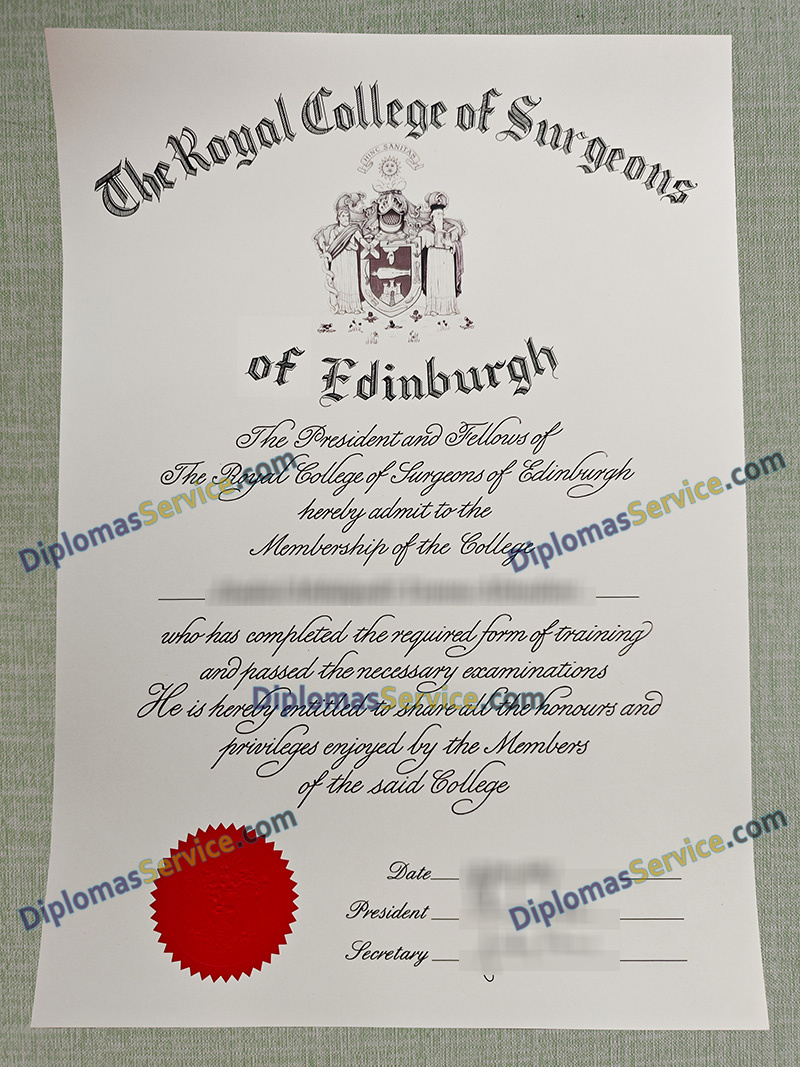 The Royal College of Surgeons
HINC SANITAS
of Edinburgh
The President and Fellows of
The Royal College of Surgeons of Edinburgh
DiplomasService.com
DiplomasService.com
hereby admit to the
Membership of the College
who has completed the required form of training
and passed the necessary examinations
DiplomasService.com
He is hereby entitled to share all the honours and
privileges enjoyed by the Members
of the said College
DiplomasService.com
DiplomasService.com
Date
President
Secretary